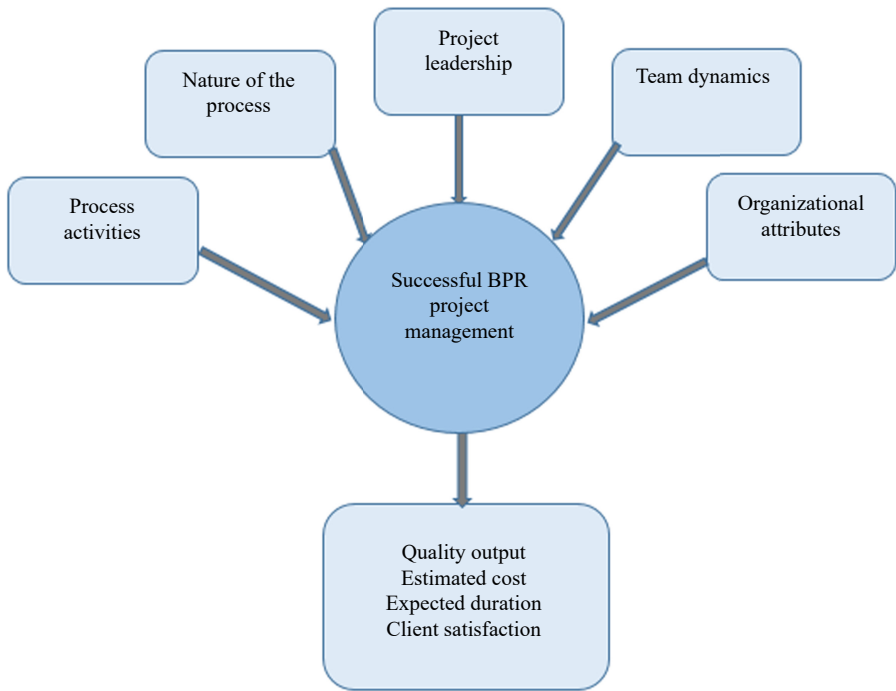 Project
leadership
Nature of the
process
Team dynamics
Process
activities
Organizational
attributes
Successful BPR
project
management
Quality output
Estimated cost
Expected duration
Client satisfaction